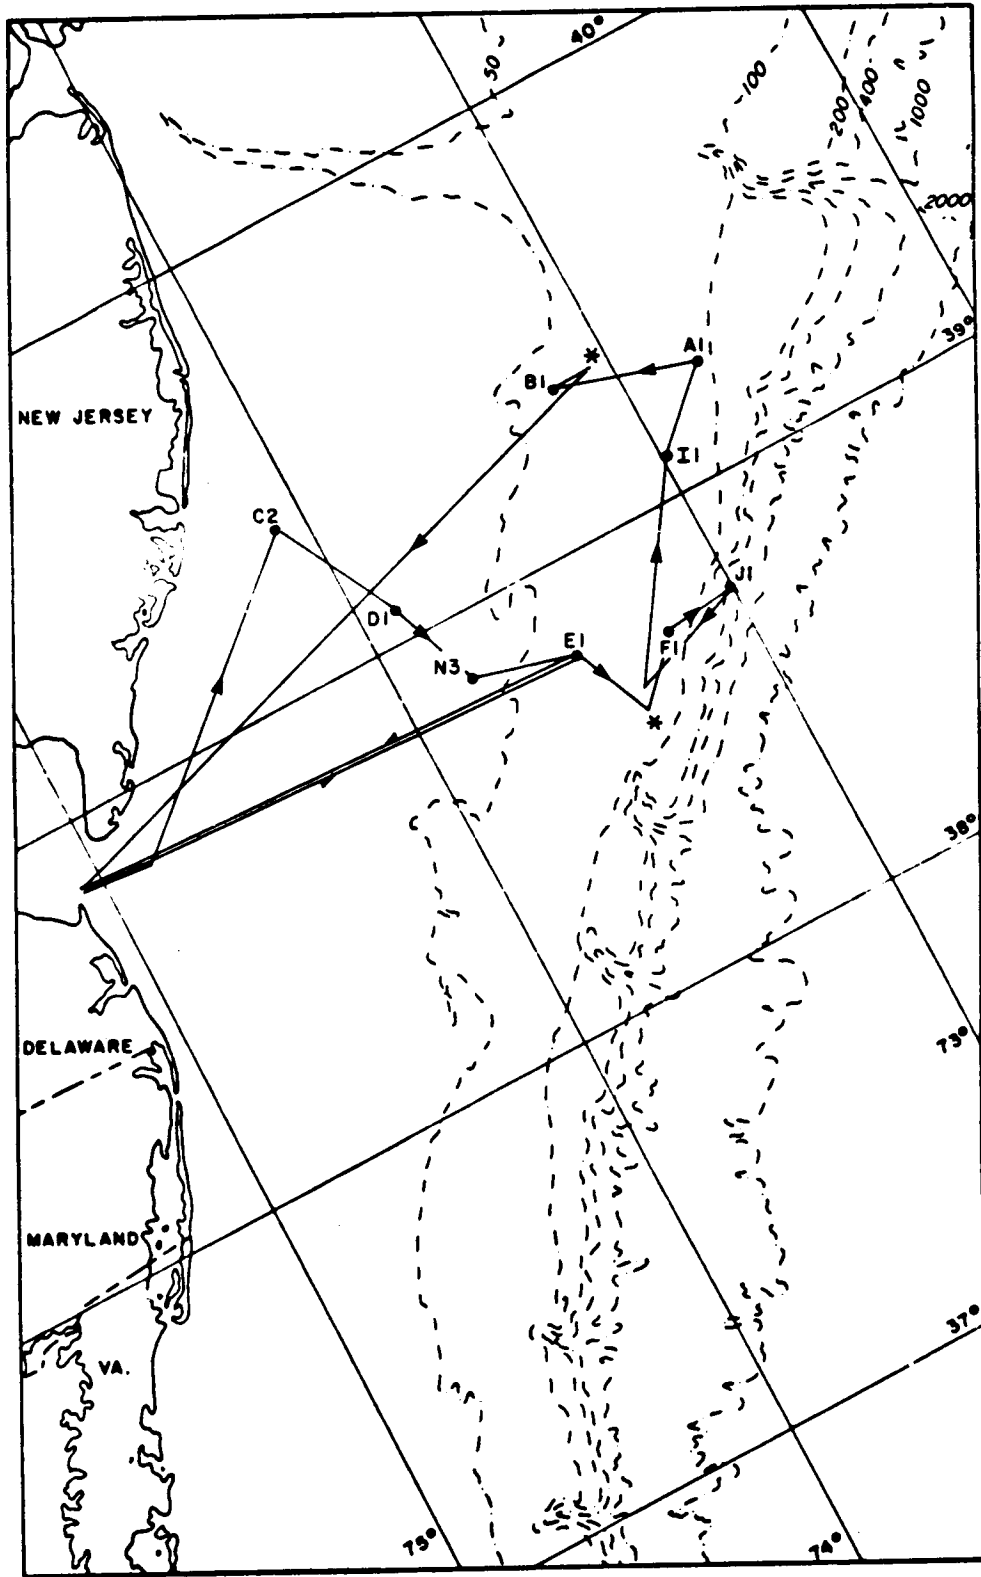 40°
50
100
200
400
1000
2000
39°
A1
*
B1
NEW JERSEY
I1
C2
J1
D1
F1
E1
N3
*
38°
73°
DELAWARE
MARYLAND
37°
VA.
75°
74°